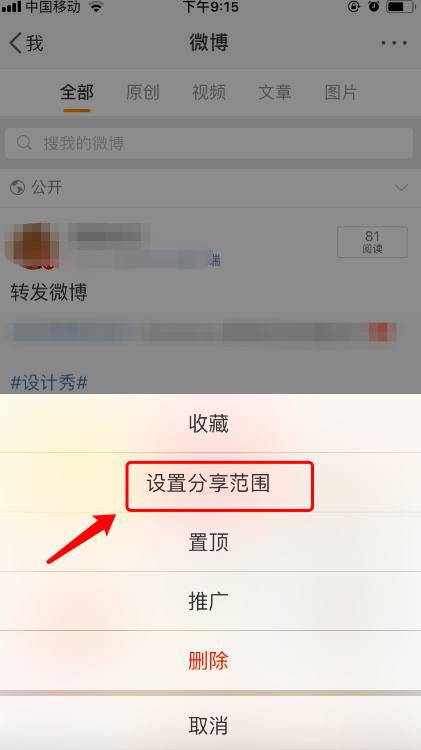 中国移动 下午9:15
我 微博
全部 原创 视频 文章 图片
搜我的微博
公开
81
阅读
端
转发微博
#设计秀#
收藏
设置分享范围
置顶
推广
删除
取消